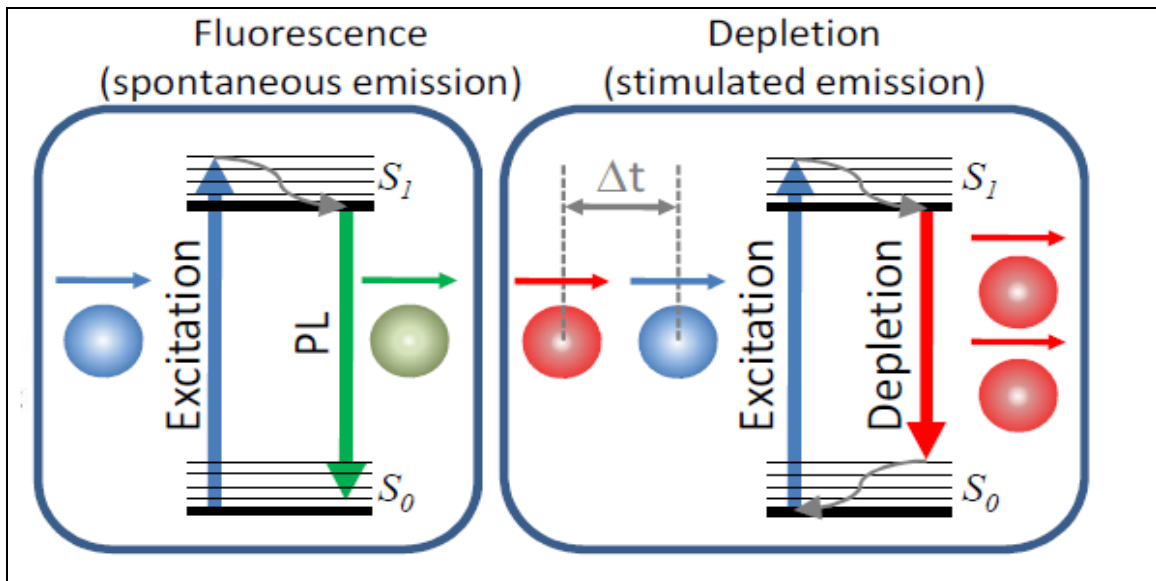 Fluorescence
(spontaneous emission)
Depletion
(stimulated emission)
Excitation
PL
S1
S0
Δt
Excitation
Depletion
S1
S0